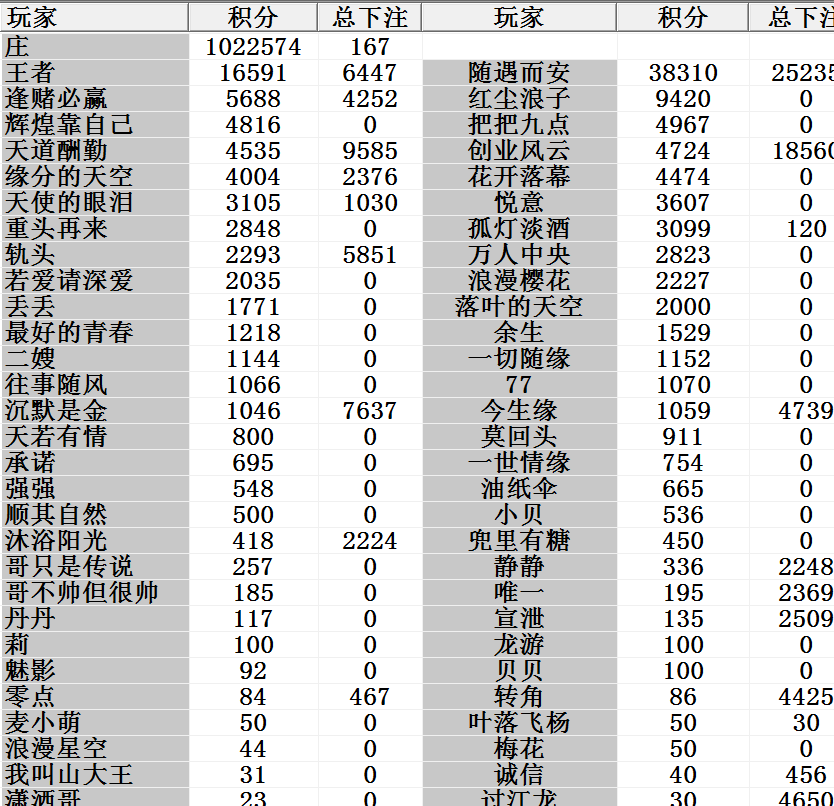 玩家 积分 总下注 玩家 积分 总下注
庄 1022574 167
王者 16591 6447 随遇而安 38310 25235
逢赌必赢 5688 4252 红尘浪子 9420 0
辉煌靠自己 4816 0 把把九点 4967 0
天道酬勤 4535 9585 创业风云 4724 18560
缘分的天空 4004 2376 花开落幕 4474 0
天使的眼泪 3105 1030 悦意 3607 0
重头再来 2848 0 孤灯淡酒 3099 120
轨头 2293 5851 万人中央 2823 0
若爱请深爱 2035 0 浪漫樱花 2227 0
丢丢 1771 0 落叶的天空 2000 0
最好的青春 1218 0 余生 1529 0
二嫂 1144 0 一切随缘 1152 0
往事随风 1066 0 77 1070 0
沉默是金 1046 7637 今生缘 1059 4739
天若有情 800 0 莫回头 911 0
承诺 695 0 一世情缘 754 0
强强 548 0 油纸伞 665 0
顺其自然 500 0 小贝 536 0
沐浴阳光 418 2224 兜里有糖 450 0
哥只是传说 257 0 静静 336 2248
哥不帅但很帅 185 0 唯一 195 2369
丹丹 117 0 宣泄 135 2509
莉 100 0 龙游 100 0
魅影 92 0 贝贝 100 0
零点 84 467 转角 86 4425
麦小萌 50 0 叶落飞杨 50 30
浪漫星空 44 0 梅花 50 0
我叫山大王 31 0 诚信 40 456
潇洒哥 23 0 过江龙 30 4650